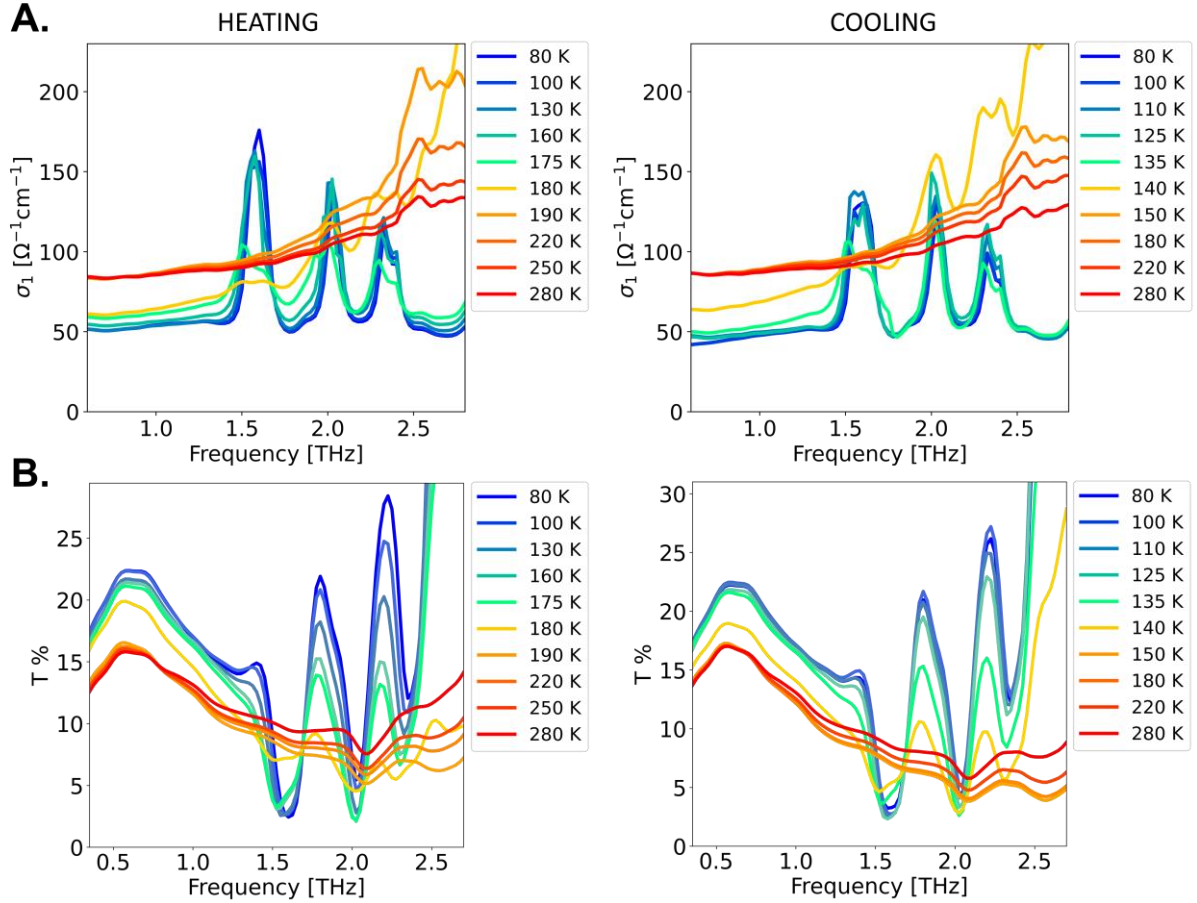 A.
HEATING
COOLING
σ₁ [Ω⁻¹cm⁻¹]
200
150
100
50
0
1.0 1.5 2.0 2.5
Frequency [THz]
80 K
100 K
130 K
160 K
175 K
180 K
190 K
220 K
250 K
280 K
σ₁ [Ω⁻¹cm⁻¹]
200
150
100
50
0
1.0 1.5 2.0 2.5
Frequency [THz]
80 K
100 K
110 K
125 K
135 K
140 K
150 K
180 K
220 K
280 K
B.
T %
25
20
15
10
5
0
0.5 1.0 1.5 2.0 2.5
Frequency [THz]
80 K
100 K
130 K
160 K
175 K
180 K
190 K
220 K
250 K
280 K
T %
30
25
20
15
10
5
0
0.5 1.0 1.5 2.0 2.5
Frequency [THz]
80 K
100 K
110 K
125 K
135 K
140 K
150 K
180 K
220 K
280 K